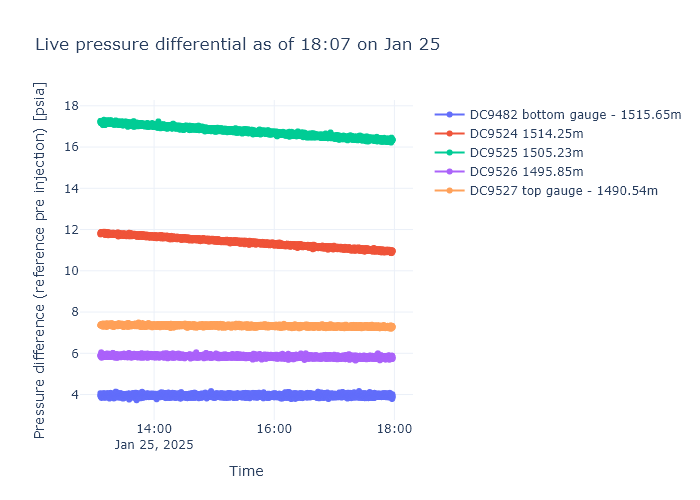 Live pressure differential as of 18:07 on Jan 25
Pressure difference (reference pre injection) [psia]
18
16
14
12
10
8
6
4
14:00
Jan 25, 2025
16:00
18:00
Time
DC9482 bottom gauge - 1515.65m
DC9524 1514.25m
DC9525 1505.23m
DC9526 1495.85m
DC9527 top gauge - 1490.54m